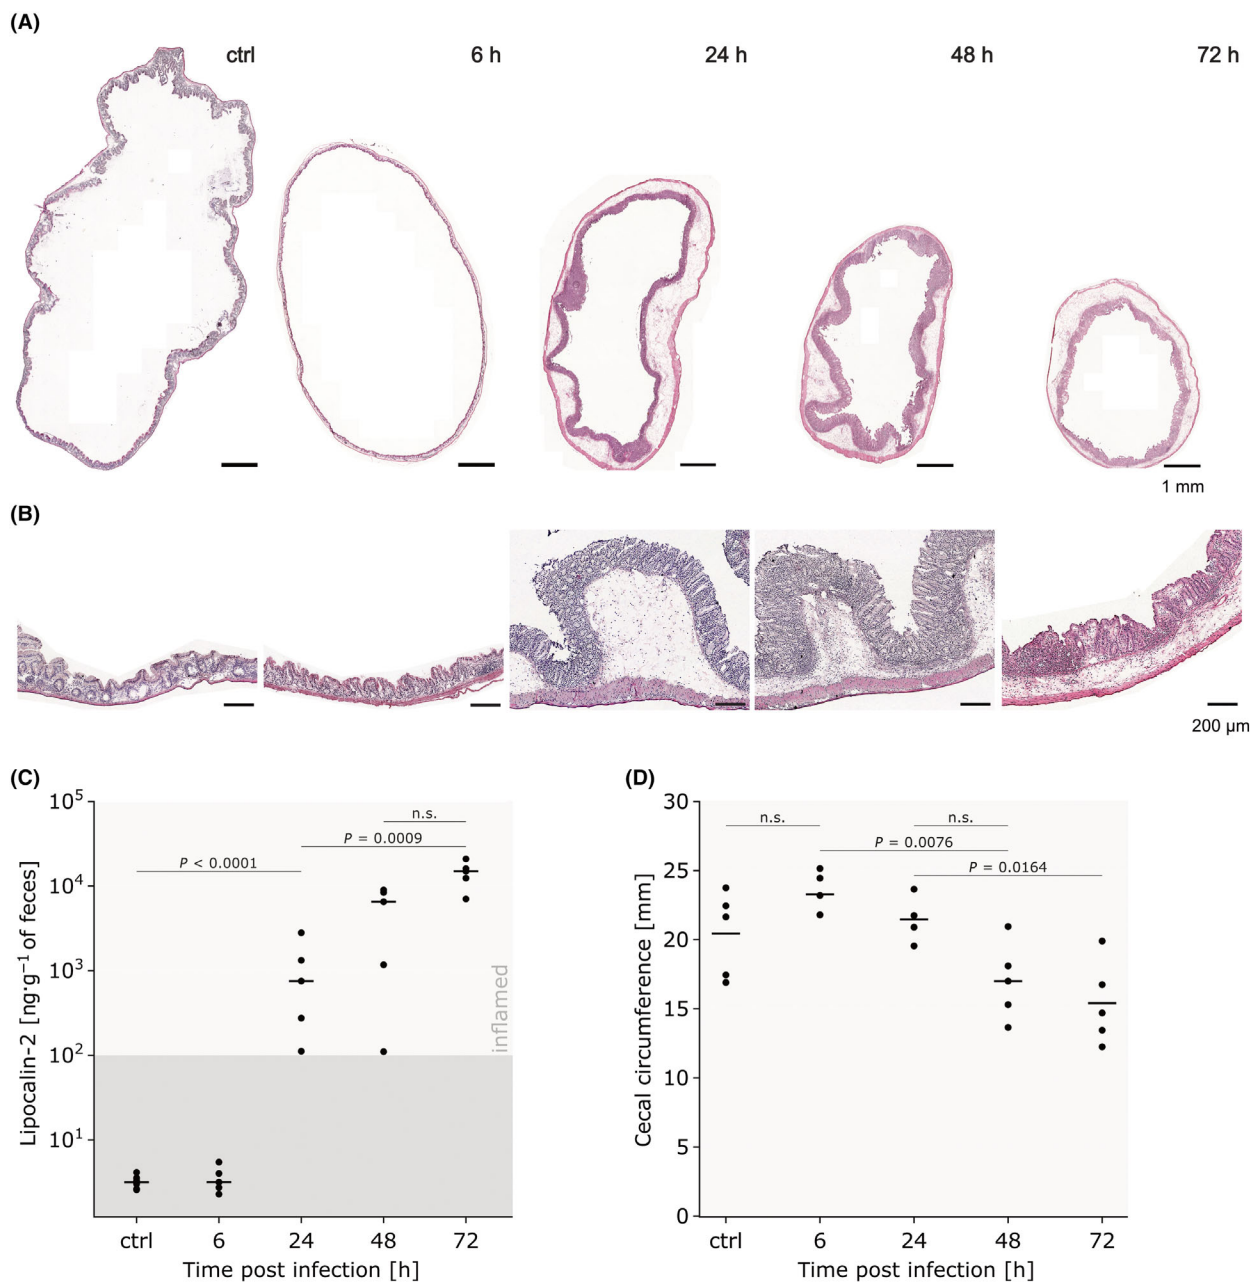 (A)
ctrl
6 h
24 h
48 h
72 h
1 mm
(B)
200 µm
(C)
Lipocalin-2 [ng·g⁻¹ of feces]
10⁵
10⁴
10³
10²
10¹
n.s.
P = 0.0009
P < 0.0001
inflamed
ctrl
6
24
48
72
Time post infection [h]
(D)
Cecal circumference [mm]
30
25
20
15
10
5
0
n.s.
n.s.
P = 0.0076
P = 0.0164
ctrl
6
24
48
72
Time post infection [h]